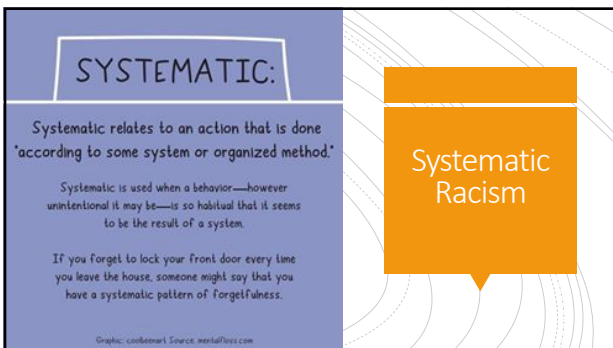 SYSTEMATIC:
Systematic relates to an action that is done
"according to some system or organized method."
Systematic is used when a behavior—however
unintentional it may be—is so habitual that it seems
to be the result of a system.
If you forget to lock your front door every time
you leave the house, someone might say that you
have a systematic pattern of forgetfulness.
Graphic: coolbeenart Source: mentalfloss.com
Systematic
Racism